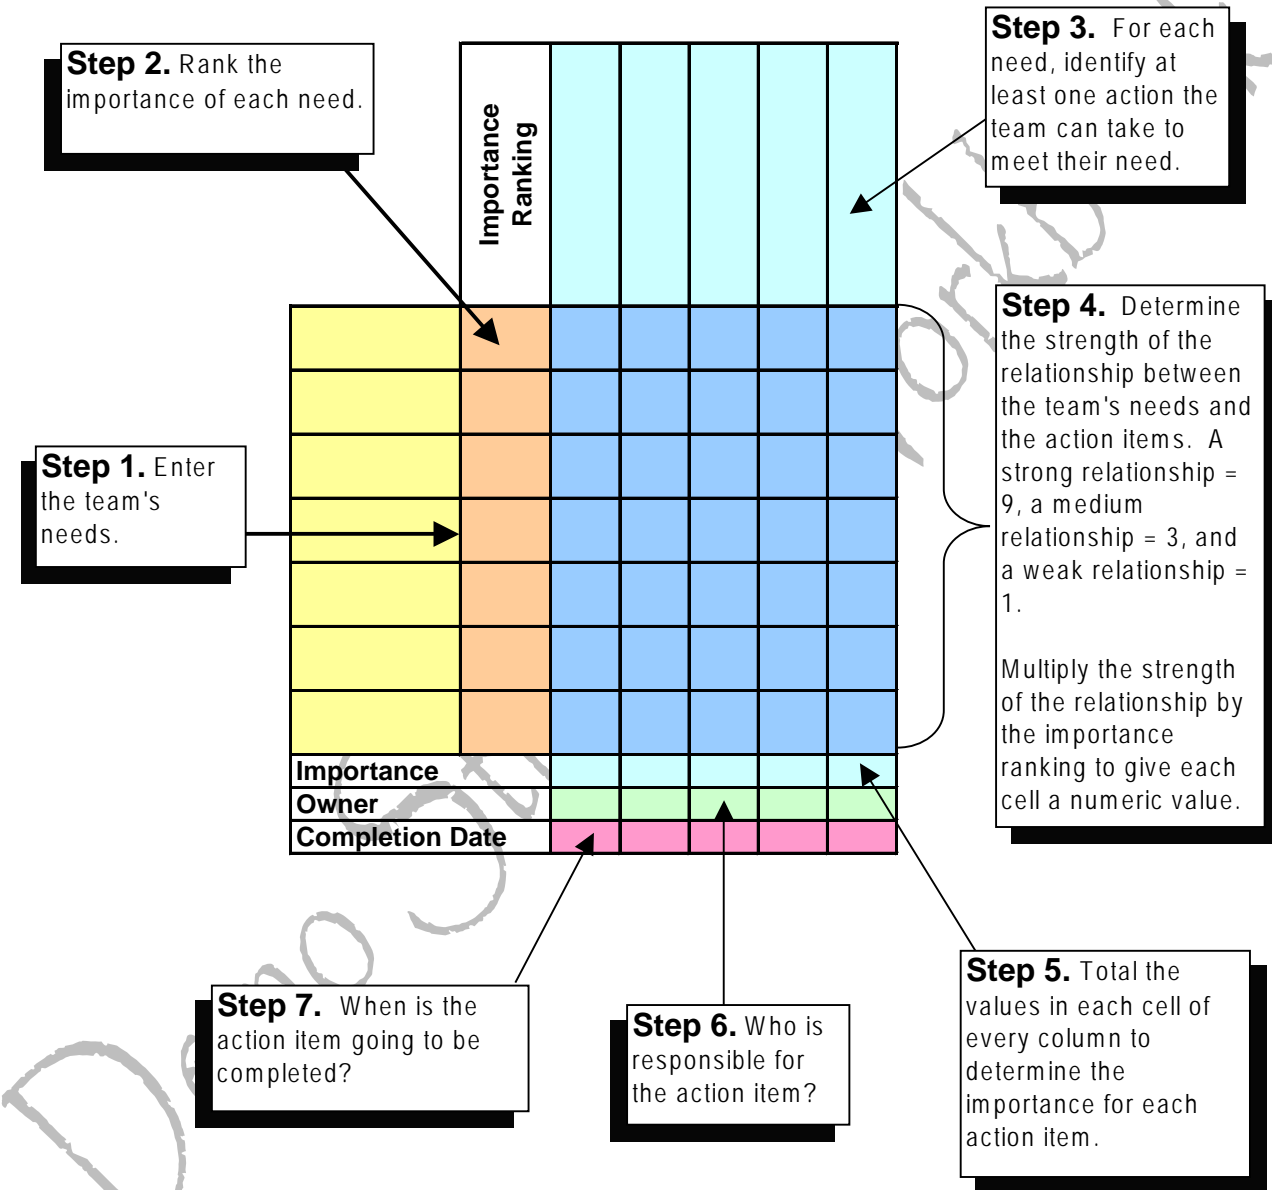 Step 2. Rank the
importance of each need.
Step 3. For each
need, identify at
least one action the
team can take to
meet their need.
Importance
Ranking
Step 4. Determine
the strength of the
relationship between
the team's needs and
the action items. A
strong relationship =
9, a medium
relationship = 3, and
a weak relationship =
1.
Multiply the strength
of the relationship by
the importance
ranking to give each
cell a numeric value.
Step 1. Enter
the team's
needs.
Importance
Owner
Completion Date
Step 7. When is the
action item going to be
completed?
Step 6. Who is
responsible for
the action item?
Step 5. Total the
values in each cell of
every column to
determine the
importance for each
action item.
Demo